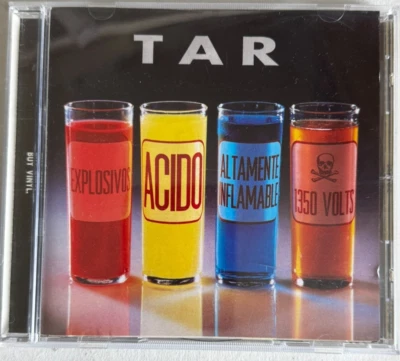 TAR
EXPLOSIVOS
ACIDO
ALTAMENTE
INFLAMABLE
1350 VOLTS
BUY VINYL.